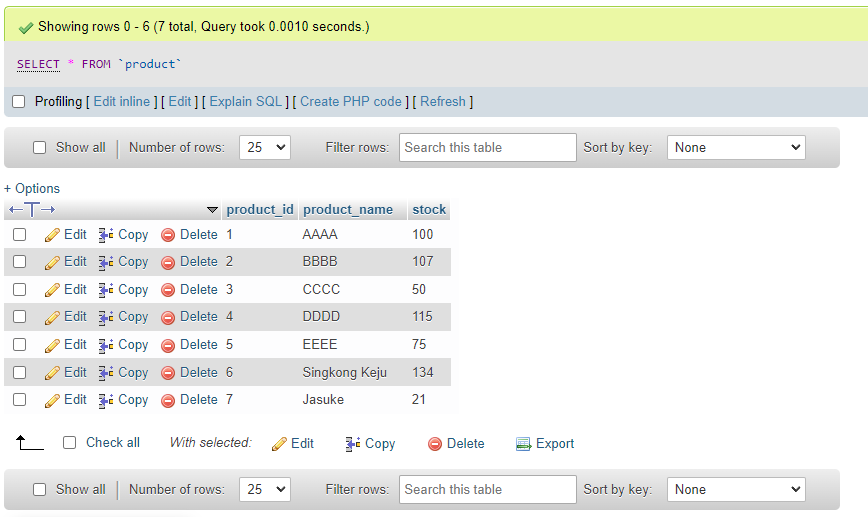 Showing rows 0 - 6 (7 total, Query took 0.0010 seconds.)
SELECT * FROM `product`
Profiling [ Edit inline ] [ Edit ] [ Explain SQL ] [ Create PHP code ] [ Refresh ]
Show all | Number of rows: 25 Filter rows: Search this table Sort by key: None
+ Options
←T→ product_id product_name stock
Edit Copy Delete 1 AAAA 100
Edit Copy Delete 2 BBBB 107
Edit Copy Delete 3 CCCC 50
Edit Copy Delete 4 DDDD 115
Edit Copy Delete 5 EEEE 75
Edit Copy Delete 6 Singkong Keju 134
Edit Copy Delete 7 Jasuke 21
Check all With selected: Edit Copy Delete Export
Show all | Number of rows: 25 Filter rows: Search this table Sort by key: None